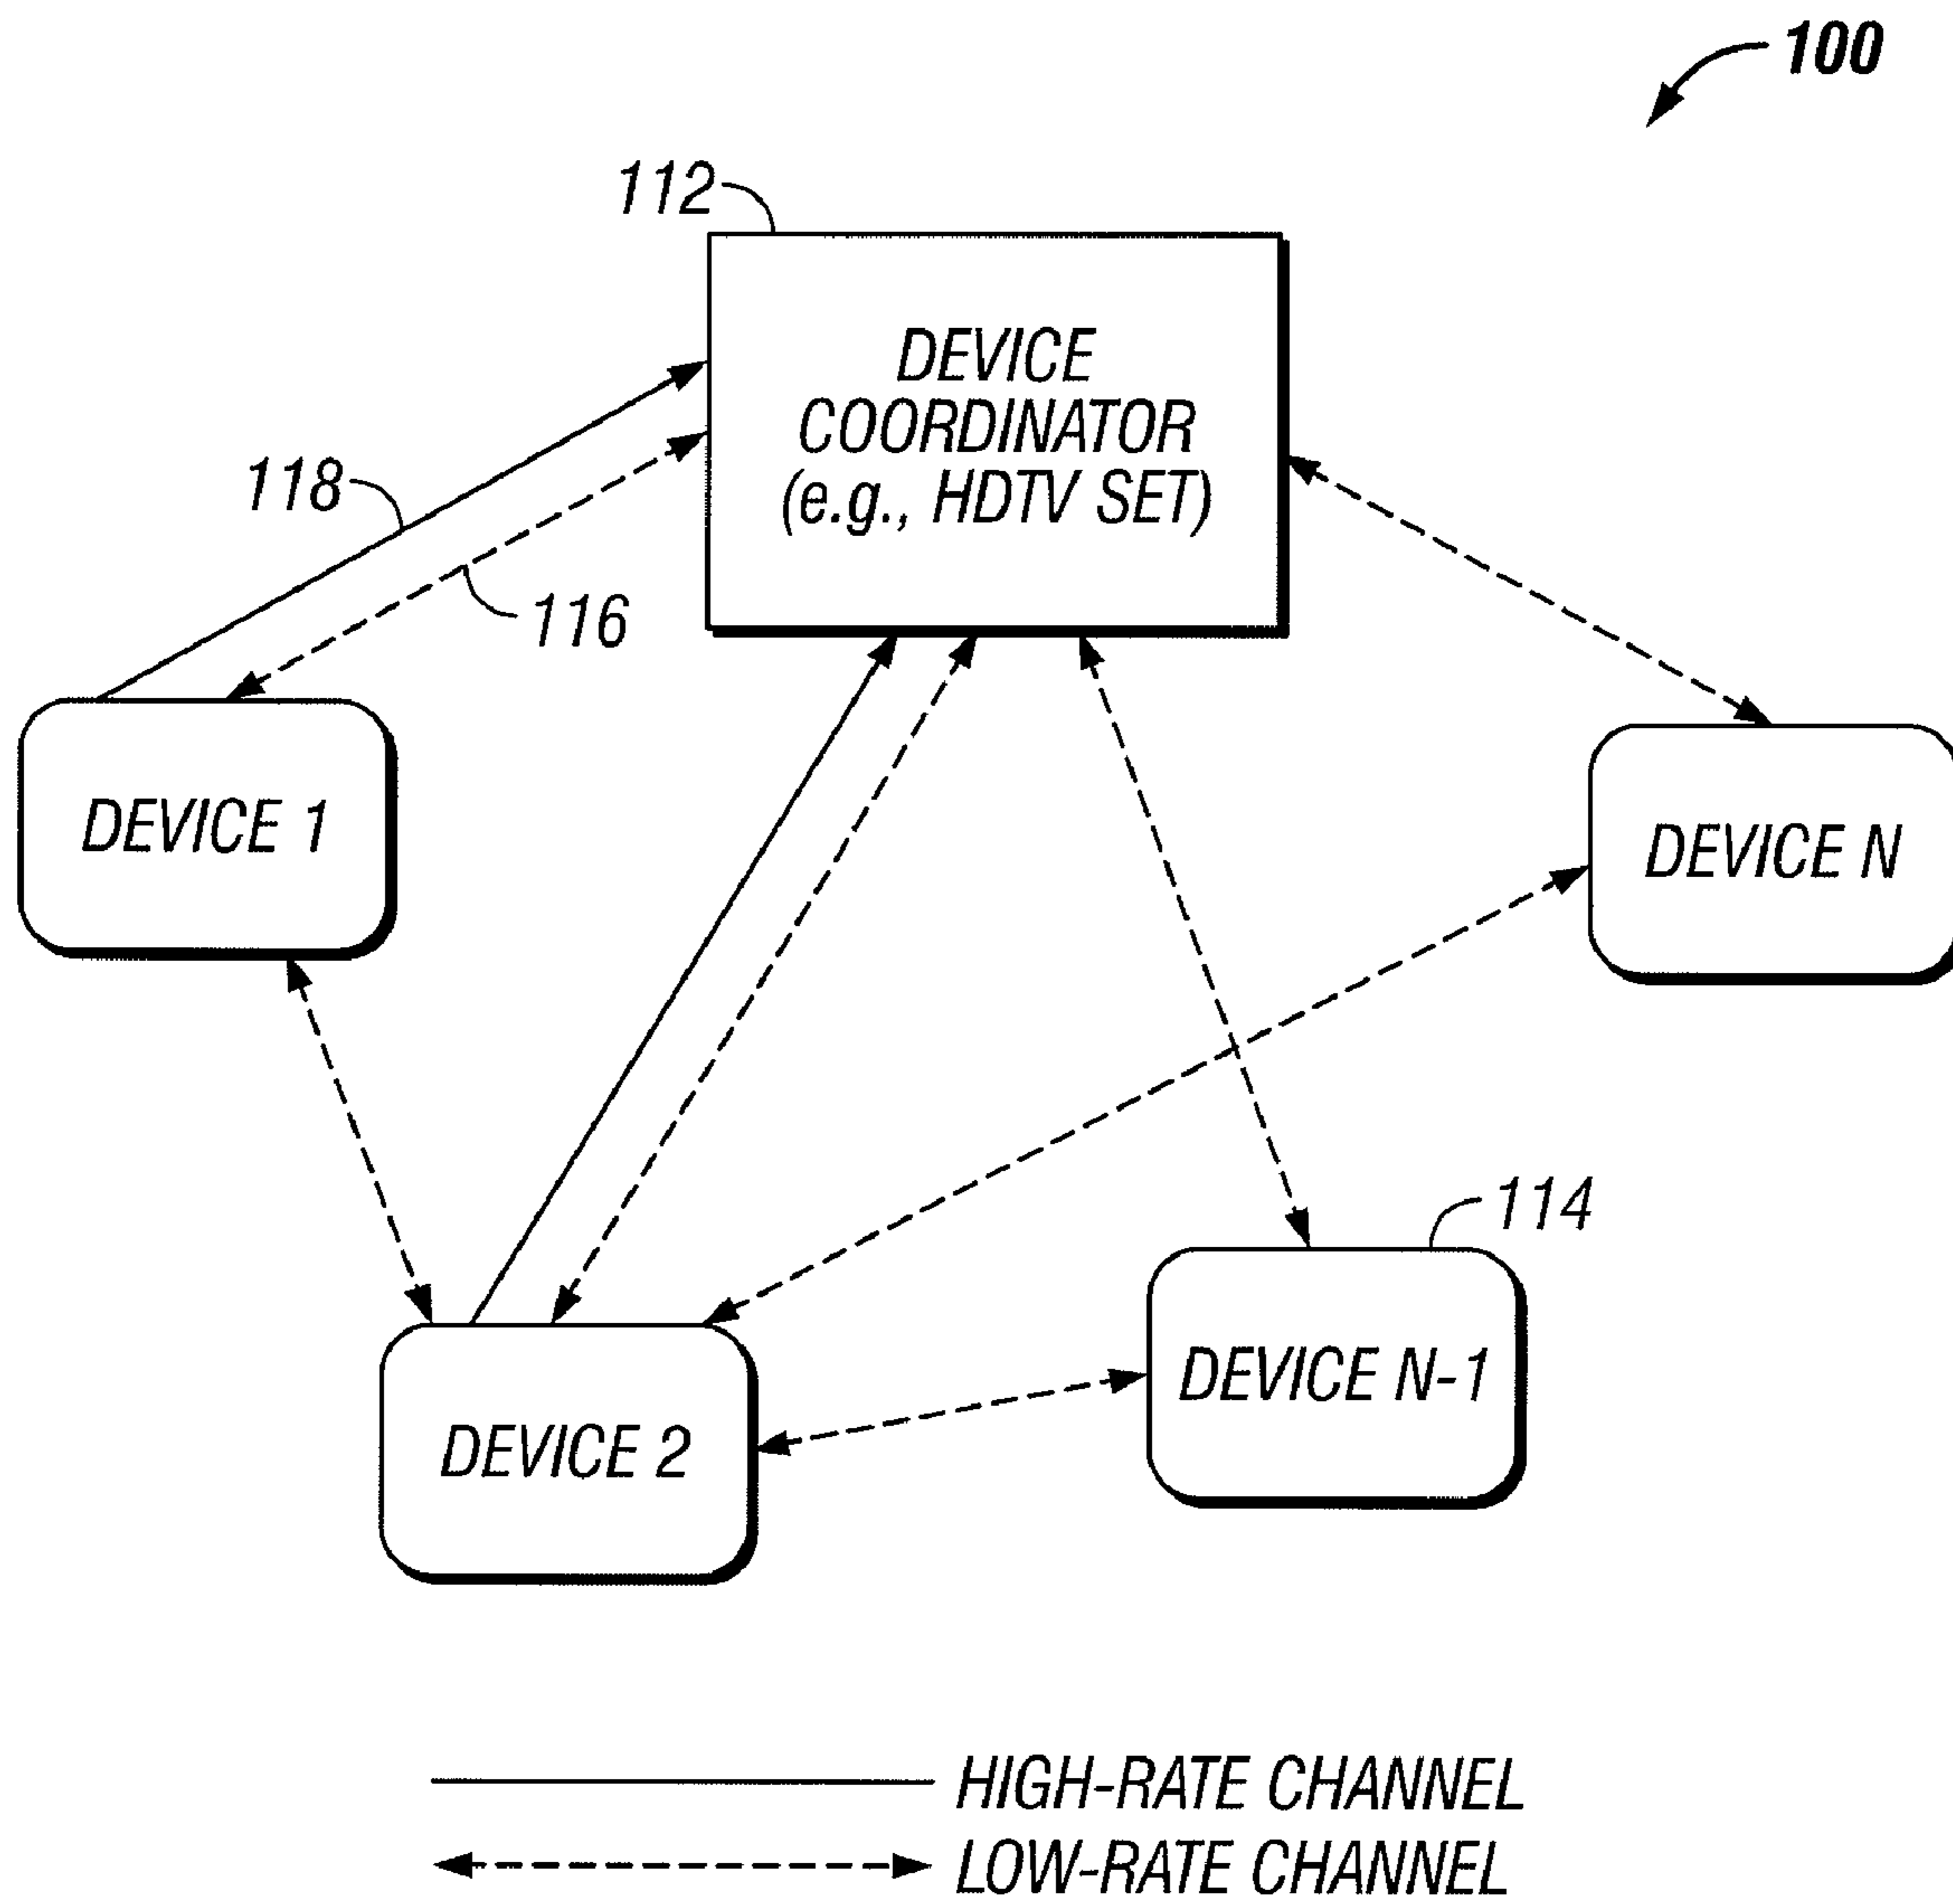 100
112
DEVICE
COORDINATOR
(e.g., HDTV SET)
118
116
DEVICE 1
DEVICE N
114
DEVICE N-1
DEVICE 2
HIGH-RATE CHANNEL
LOW-RATE CHANNEL